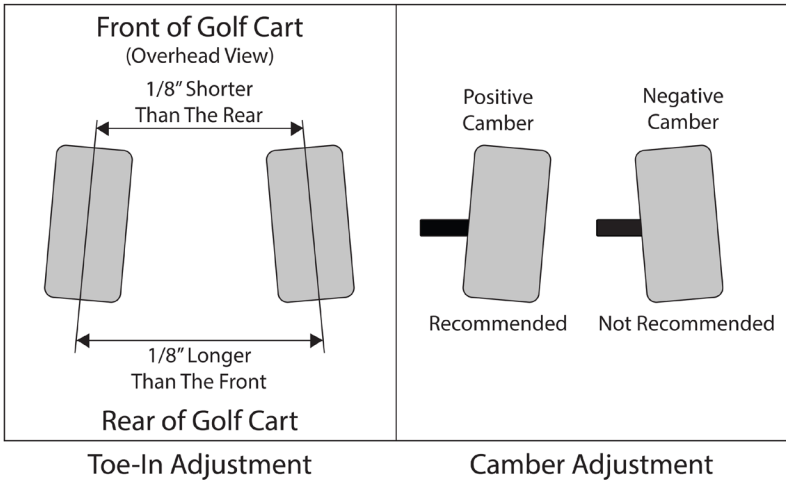 Front of Golf Cart
(Overhead View)
1/8” Shorter
Than The Rear
1/8” Longer
Than The Front
Rear of Golf Cart
Toe-In Adjustment
Positive
Camber
Negative
Camber
Recommended
Not Recommended
Camber Adjustment